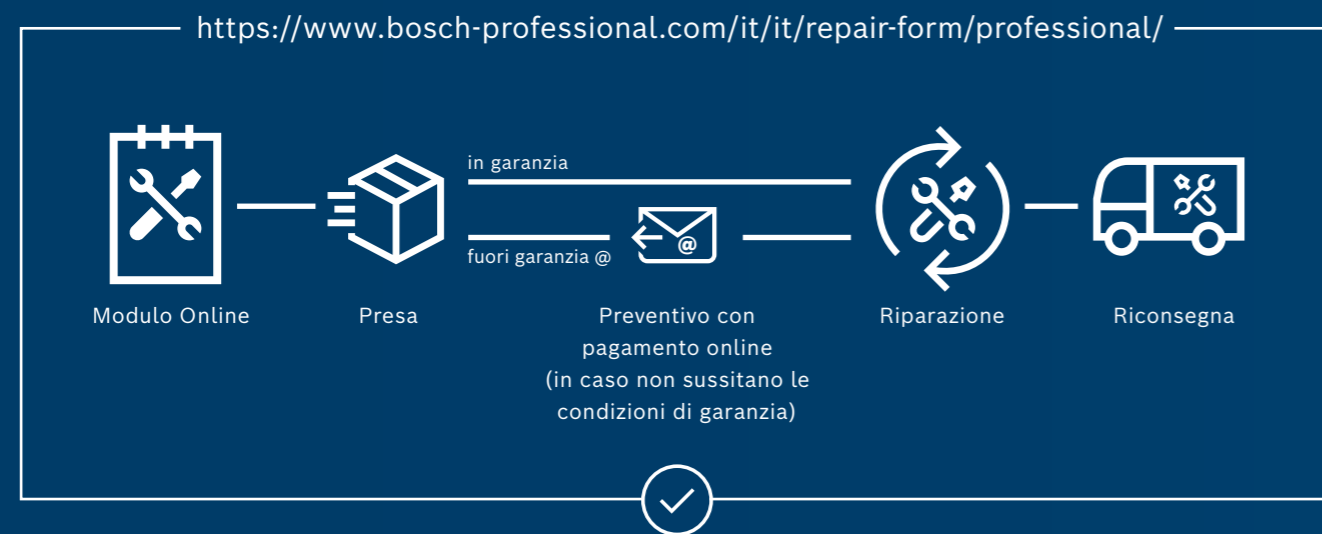 https://www.bosch-professional.com/it/it/repair-form/professional/
in garanzia
@
fuori garanzia @
Modulo Online
Presa
Preventivo con
pagamento online
(in caso non sussitano le
condizioni di garanzia)
Riparazione
Riconsegna